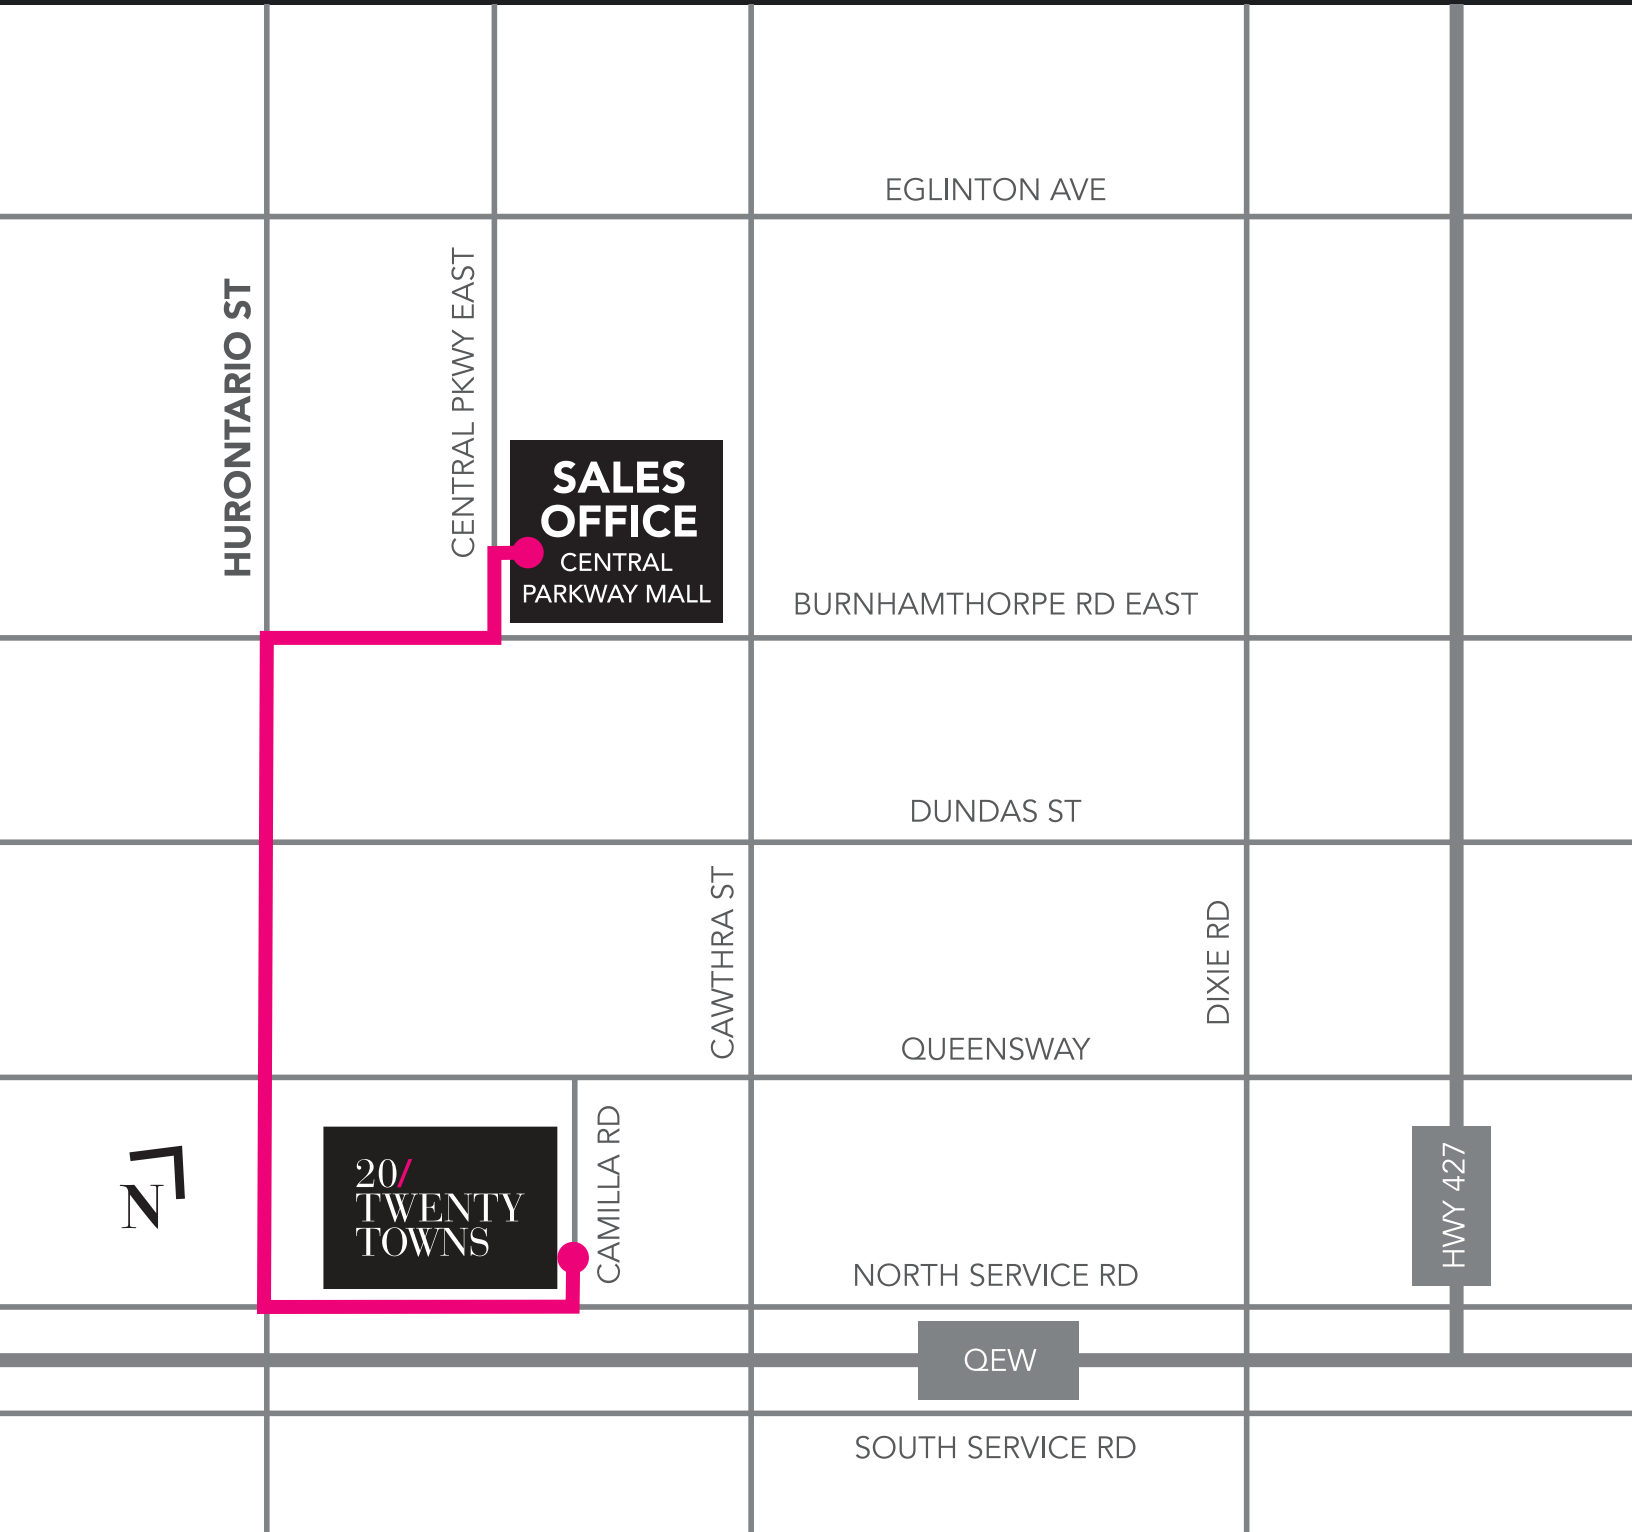 EGLINTON AVE
HURONTARIO ST
CENTRAL PKWY EAST
SALES
OFFICE
CENTRAL
PARKWAY MALL
BURNHAMTHORPE RD EAST
DUNDAS ST
CAWTHRA ST
DIXIE RD
QUEENSWAY
N
20/
TWENTY
TOWNS
CAMILLA RD
HWY 427
NORTH SERVICE RD
QEW
SOUTH SERVICE RD